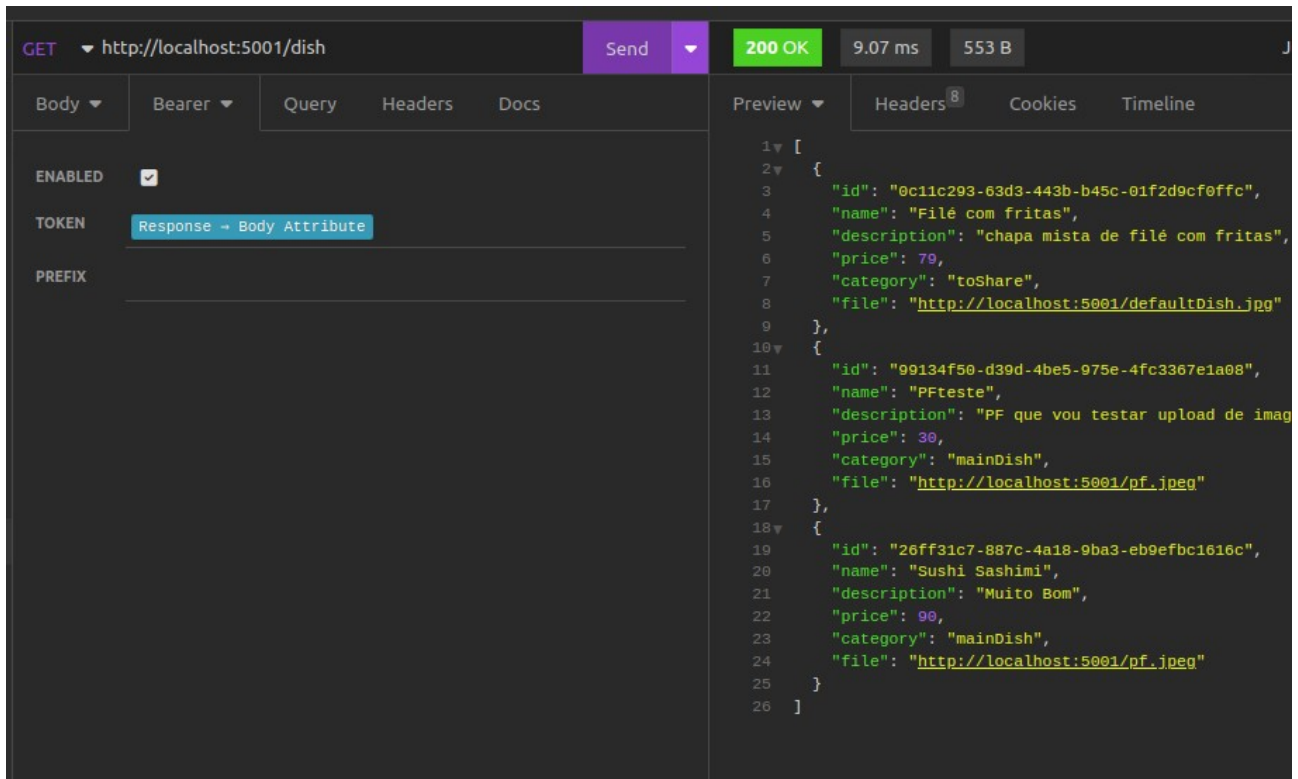 GET http://localhost:5001/dish Send 200 OK 9.07 ms 553 B J
Body Bearer Query Headers Docs
ENABLED
TOKEN Response → Body Attribute
PREFIX
Preview Headers 8 Cookies Timeline
1 [
2 {
3 "id": "0c11c293-63d3-443b-b45c-01f2d9cf0ffc",
4 "name": "Filé com fritas",
5 "description": "chapa mista de filé com fritas",
6 "price": 79,
7 "category": "toShare",
8 "file": "http://localhost:5001/defaultDish.jpg"
9 },
10 {
11 "id": "99134f50-d39d-4be5-975e-4fc3367e1a08",
12 "name": "PFteste",
13 "description": "PF que vou testar upload de imag
14 "price": 30,
15 "category": "mainDish",
16 "file": "http://localhost:5001/pf.jpeg"
17 },
18 {
19 "id": "26ff31c7-887c-4a18-9ba3-eb9efbc1616c",
20 "name": "Sushi Sashimi",
21 "description": "Muito Bom",
22 "price": 90,
23 "category": "mainDish",
24 "file": "http://localhost:5001/pf.jpeg"
25 }
26 ]